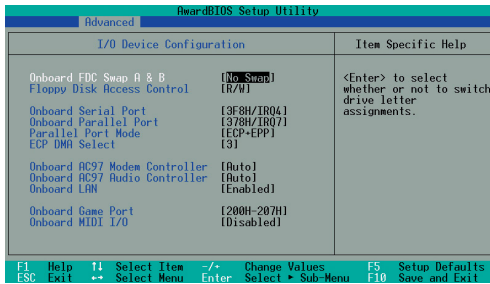 AwardBIOS Setup Utility
Advanced
I/O Device Configuration
Item Specific Help
Onboard FDC Swap A & B [No Swap]
Floppy Disk Access Control [R/W]
Onboard Serial Port [3F8H/IRQ4]
Onboard Parallel Port [378H/IRQ7]
Parallel Port Mode [ECP+EPP]
ECP DMA Select [3]
Onboard AC97 Modem Controller [Auto]
Onboard AC97 Audio Controller [Auto]
Onboard LAN [Enabled]
Onboard Game Port [200H-207H]
Onboard MIDI I/O [Disabled]
<Enter> to select
whether or not to switch
drive letter
assignments.
F1 Help ↑↓ Select Item -/+ Change Values F5 Setup Defaults
ESC Exit ←→ Select Menu Enter Select ► Sub-Menu F10 Save and Exit